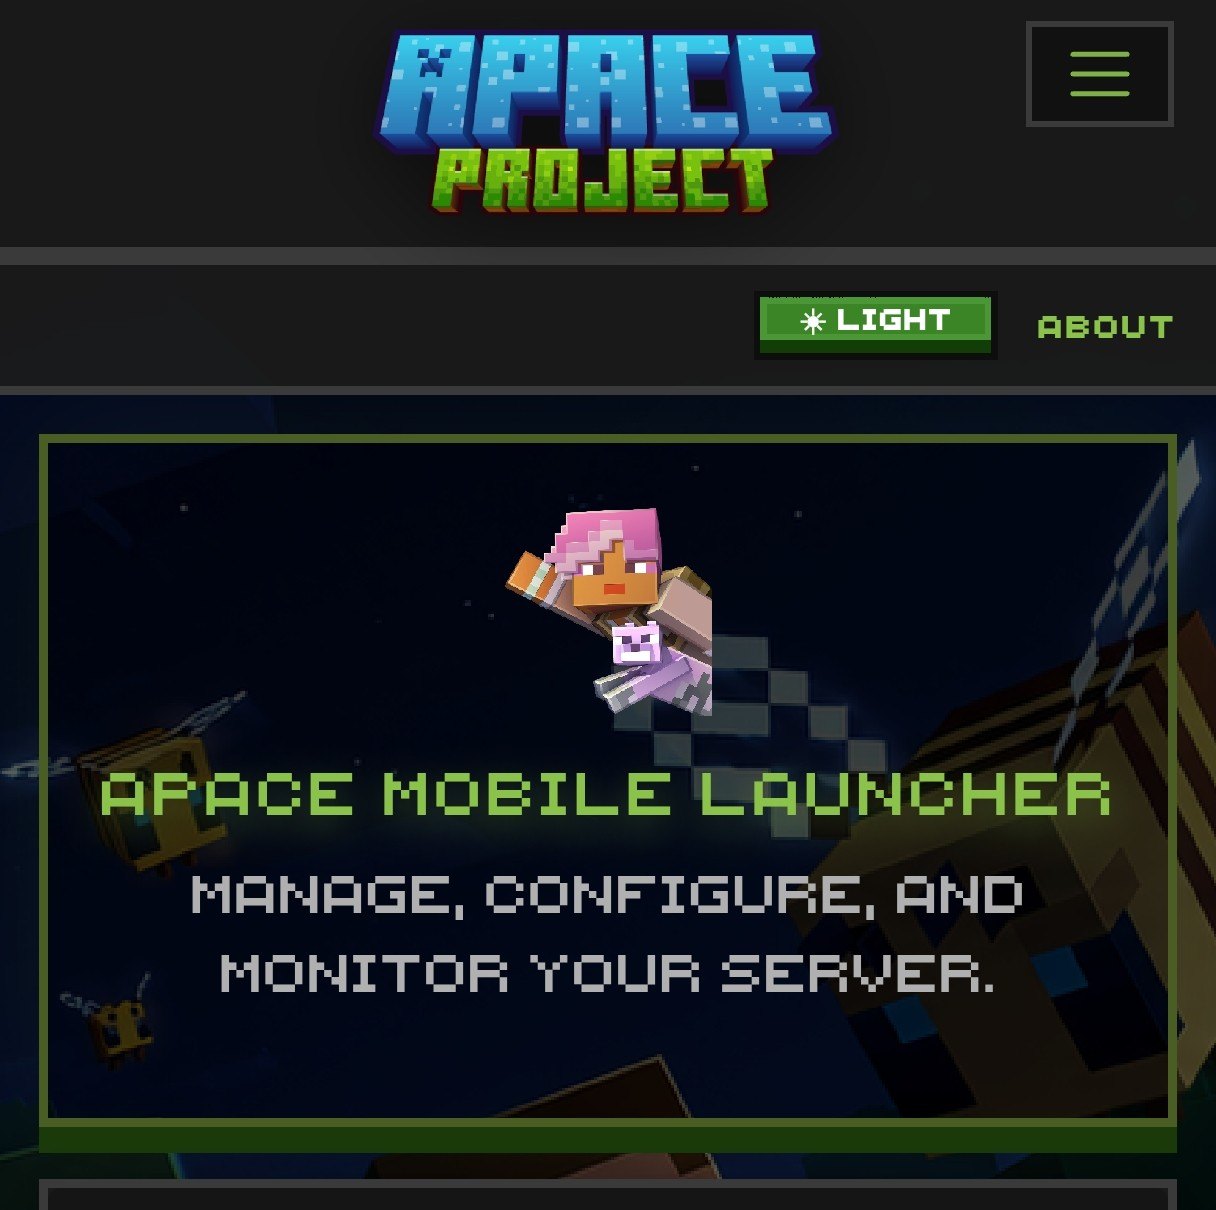 APACE
PROJECT
☀ LIGHT
ABOUT
APACE MOBILE LAUNCHER
MANAGE, CONFIGURE, AND
MONITOR YOUR SERVER.